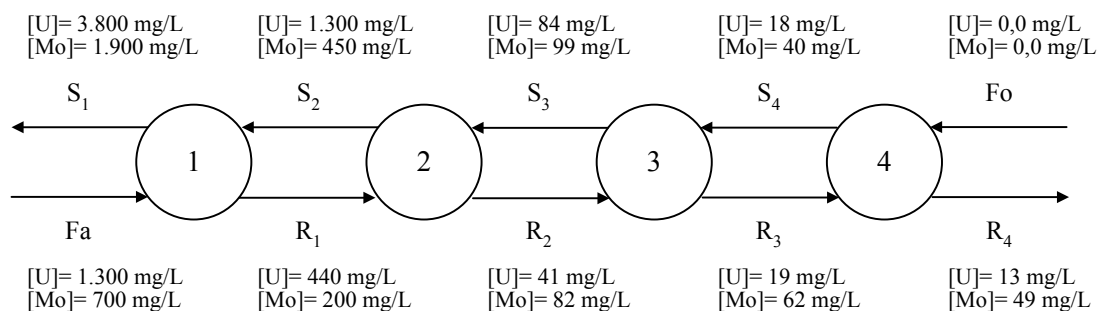 [U]= 3.800 mg/L
[Mo]= 1.900 mg/L
[U]= 1.300 mg/L
[Mo]= 450 mg/L
[U]= 84 mg/L
[Mo]= 99 mg/L
[U]= 18 mg/L
[Mo]= 40 mg/L
[U]= 0,0 mg/L
[Mo]= 0,0 mg/L
S1
S2
S3
S4
Fo
1
2
3
4
Fa
R1
R2
R3
R4
[U]= 1.300 mg/L
[Mo]= 700 mg/L
[U]= 440 mg/L
[Mo]= 200 mg/L
[U]= 41 mg/L
[Mo]= 82 mg/L
[U]= 19 mg/L
[Mo]= 62 mg/L
[U]= 13 mg/L
[Mo]= 49 mg/L